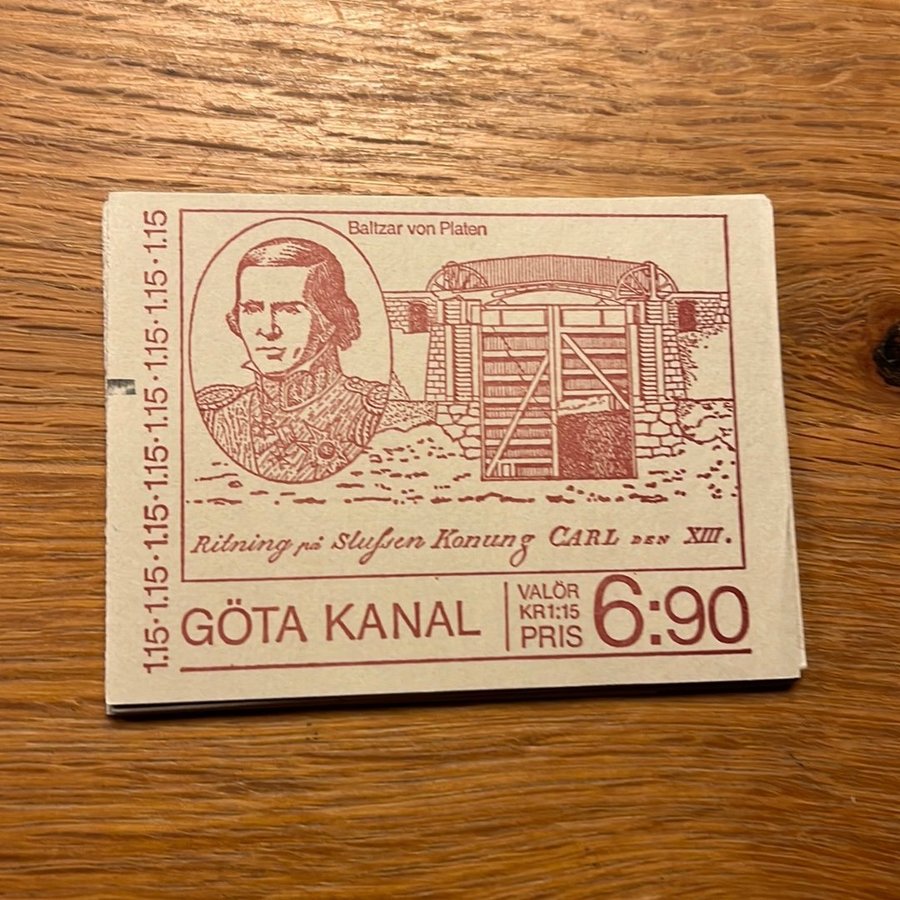 1.15·1.15·1.15·1.15·1.15·1.15·1.15·1.15
Baltzar von Platen
Ritning på Slufsen Konung CARL DEN XIII.
GÖTA KANAL
VALÖR
KR1:15
PRIS
6:90